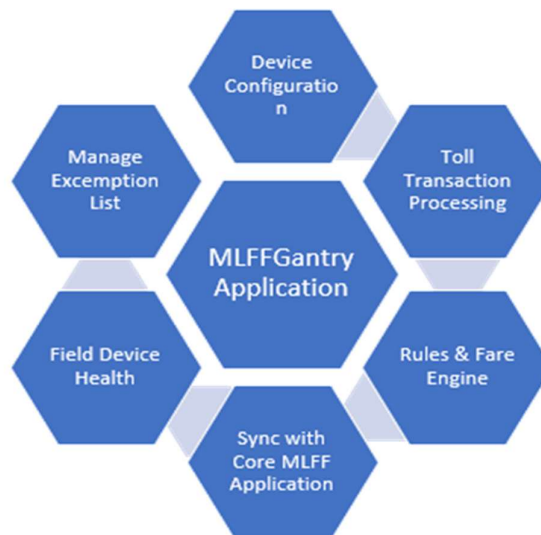 Device
Configuratio
n
Toll
Transaction
Processing
Rules & Fare
Engine
Sync with
Core MLFF
Application
Field Device
Health
Manage
Excemption
List
MLFFGantry
Application